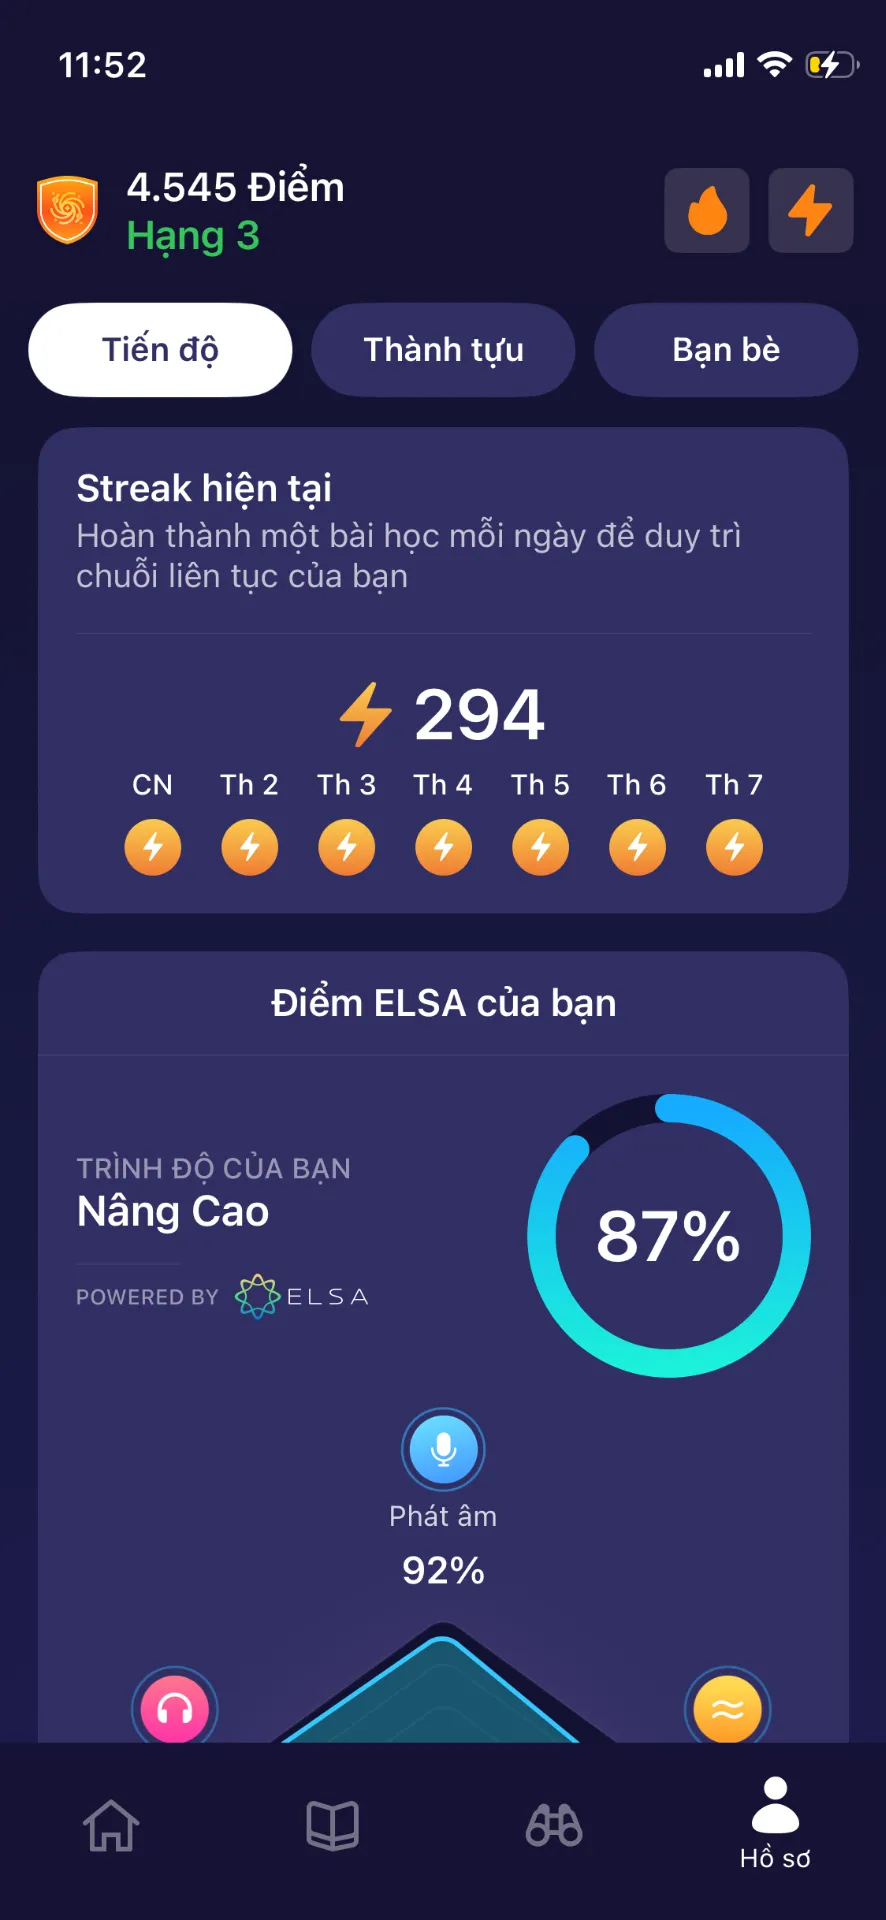 11:52
4.545 Điểm
Hạng 3
Tiến độ
Thành tựu
Bạn bè
Streak hiện tại
Hoàn thành một bài học mỗi ngày để duy trì
chuỗi liên tục của bạn
294
CN Th 2 Th 3 Th 4 Th 5 Th 6 Th 7
Điểm ELSA của bạn
TRÌNH ĐỘ CỦA BẠN
Nâng Cao
87%
POWERED BY ELSA
Phát âm
92%
Hồ sơ